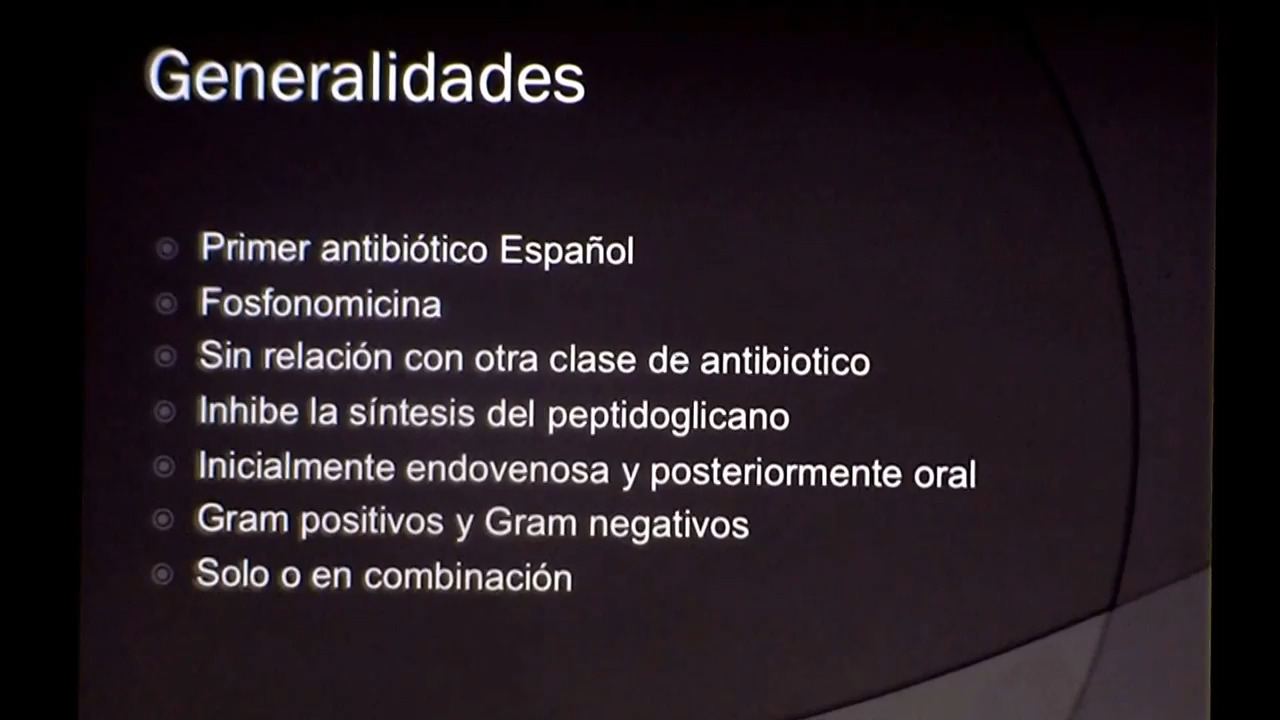 Generalidades
Primer antibiótico Español
Fosfonomicina
Sin relación con otra clase de antibiotico
Inhibe la síntesis del peptidoglicano
Inicialmente endovenosa y posteriormente oral
Gram positivos y Gram negativos
Solo o en combinación